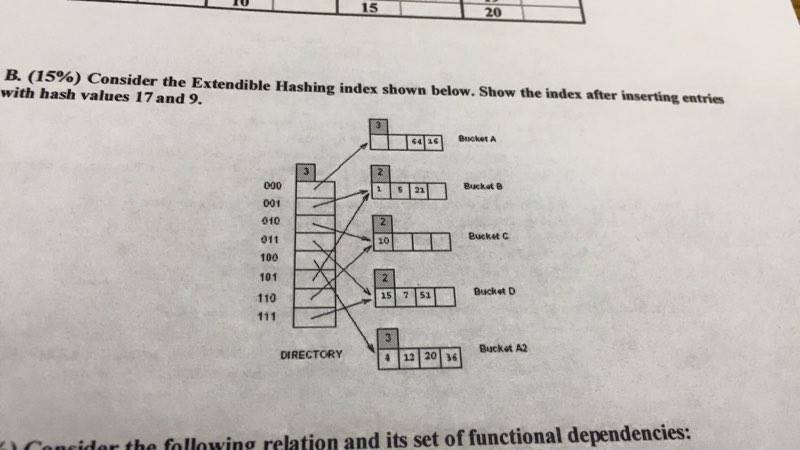 10 15 20
B. (15%) Consider the Extendible Hashing index shown below. Show the index after inserting entries
with hash values 17 and 9.
3
64 16 Bucket A
3
2
000
1 5 21 Bucket B
001
2
010
10 Bucket C
011
100
2
101
15 7 51 Bucket D
110
111
3
DIRECTORY
4 12 20 36 Bucket A2
Consider the following relation and its set of functional dependencies: